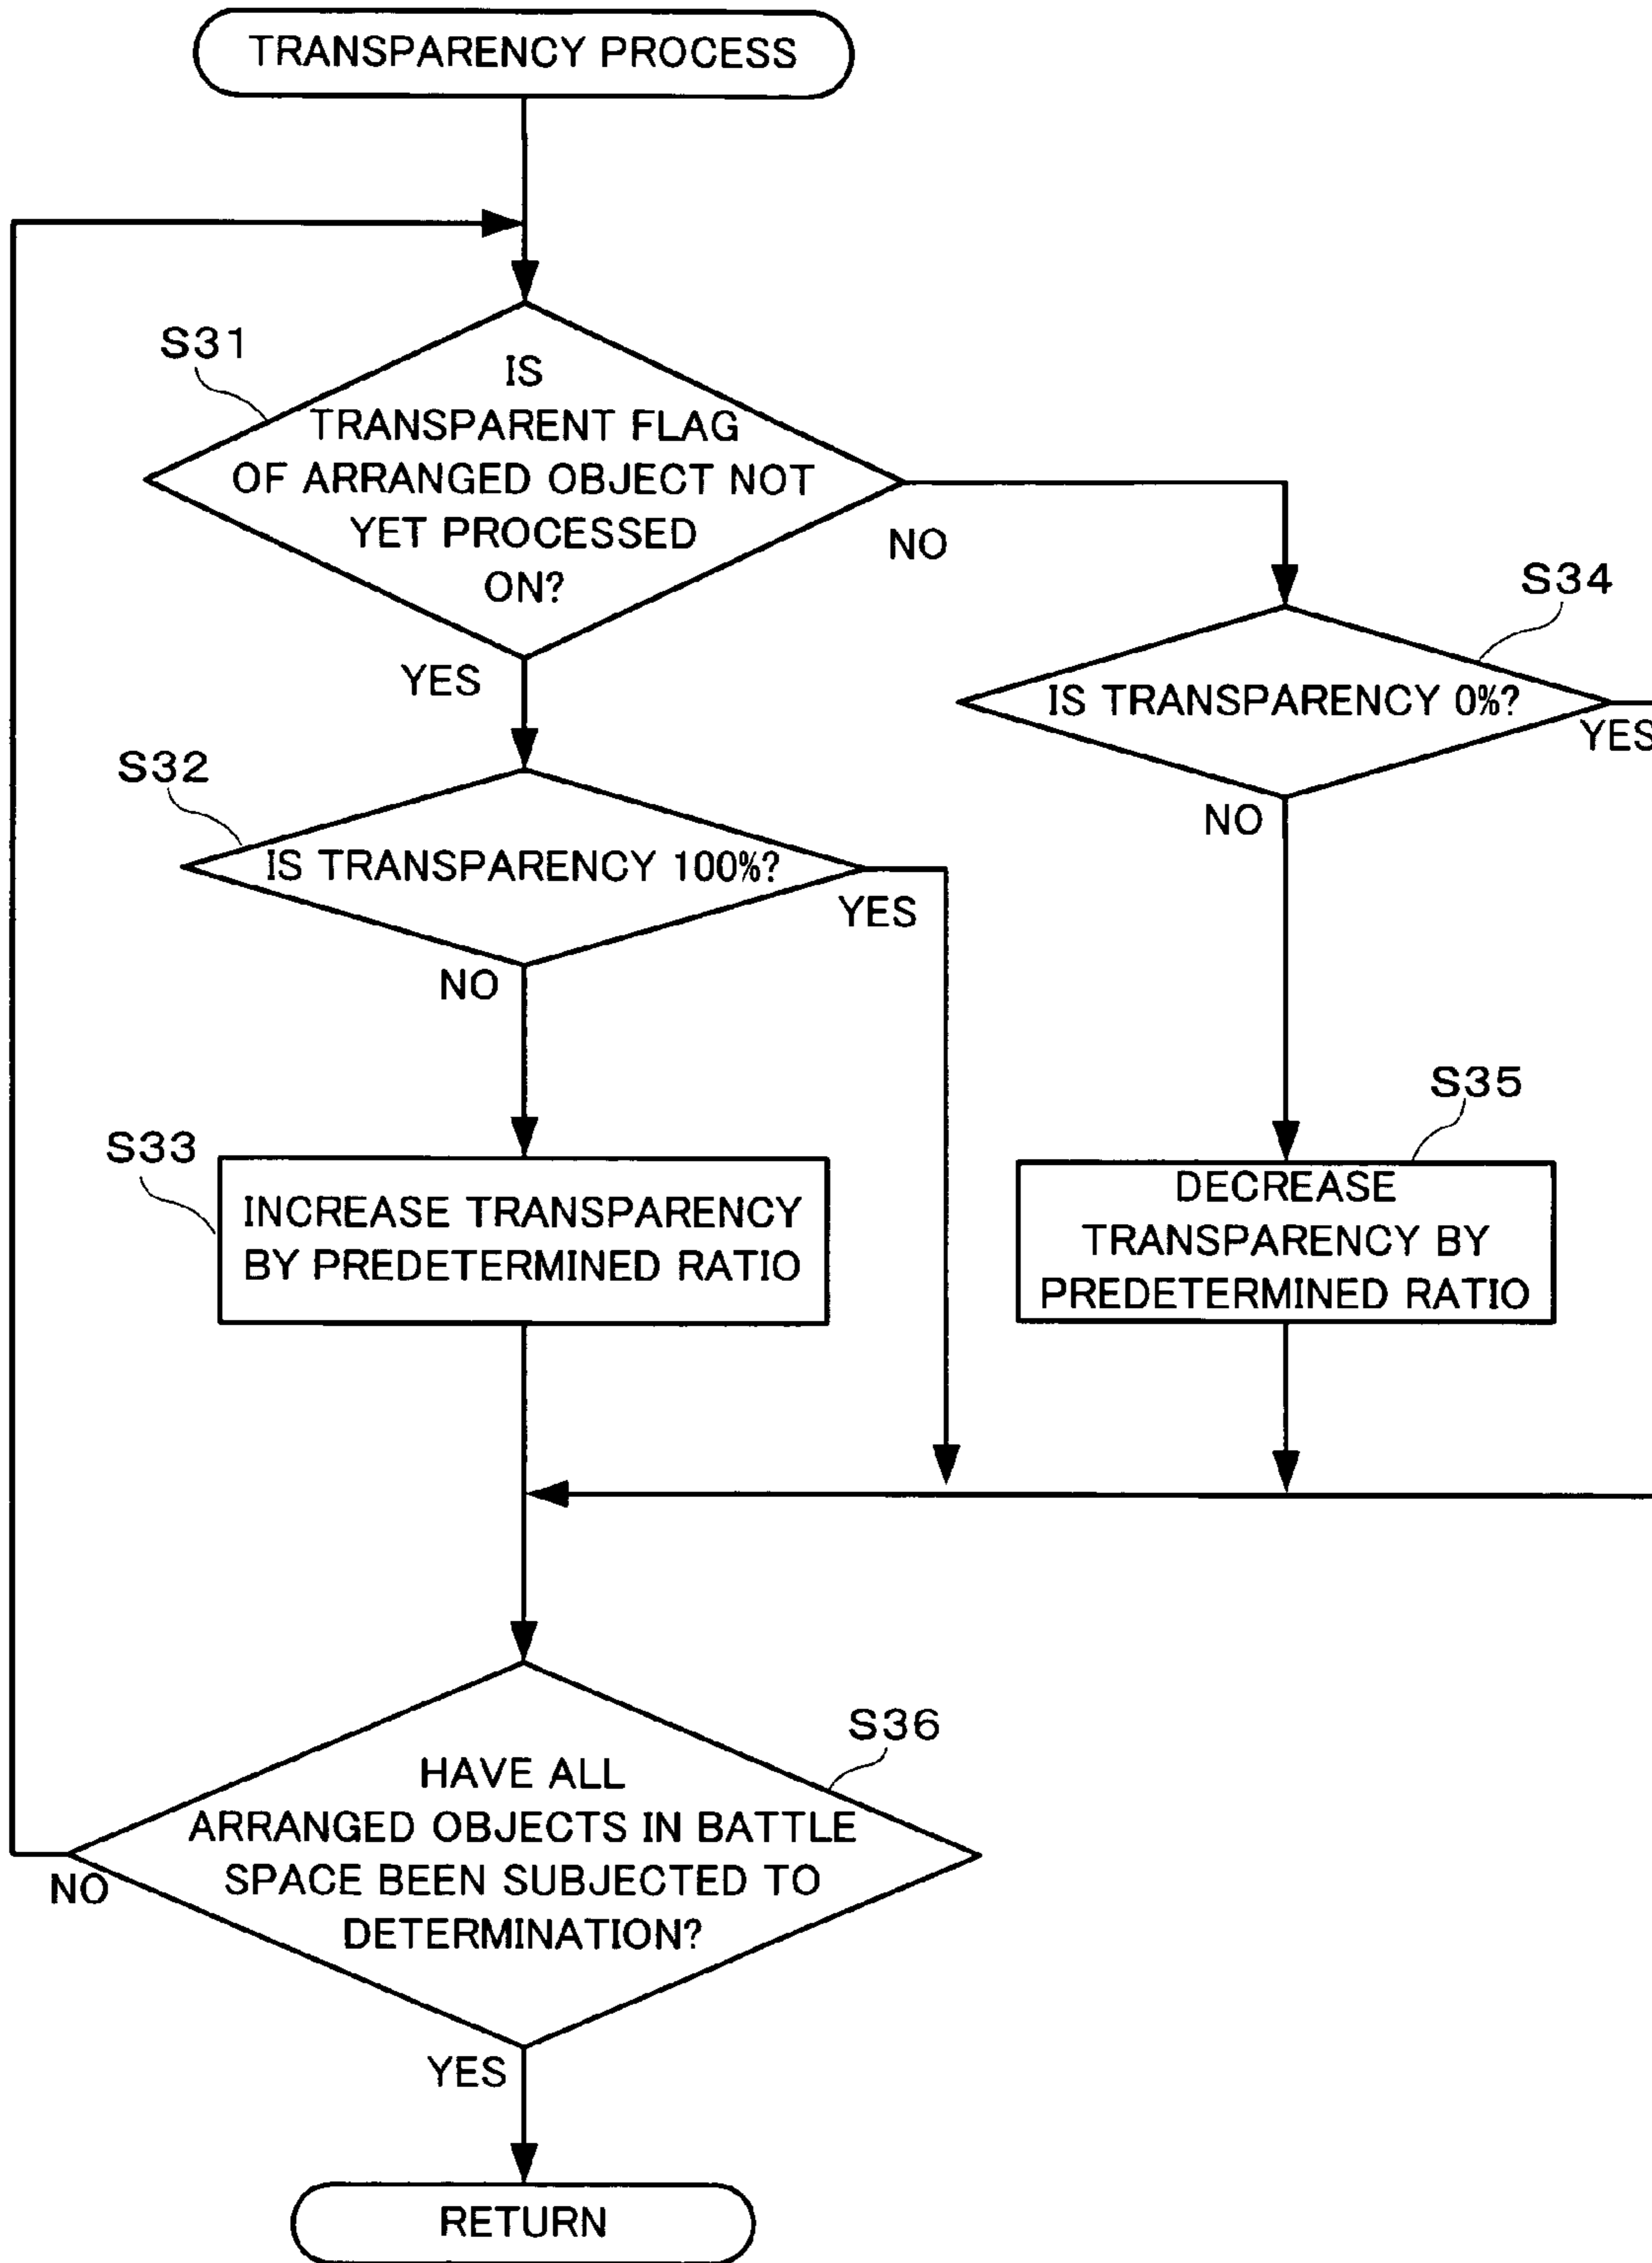 TRANSPARENCY PROCESS
S31
IS
TRANSPARENT FLAG
OF ARRANGED OBJECT NOT
YET PROCESSED
ON?
NO
YES
S34
IS TRANSPARENCY 0%?
YES
NO
S32
IS TRANSPARENCY 100%?
YES
NO
S33
INCREASE TRANSPARENCY
BY PREDETERMINED RATIO
S35
DECREASE
TRANSPARENCY BY
PREDETERMINED RATIO
S36
HAVE ALL
ARRANGED OBJECTS IN BATTLE
SPACE BEEN SUBJECTED TO
DETERMINATION?
NO
YES
RETURN